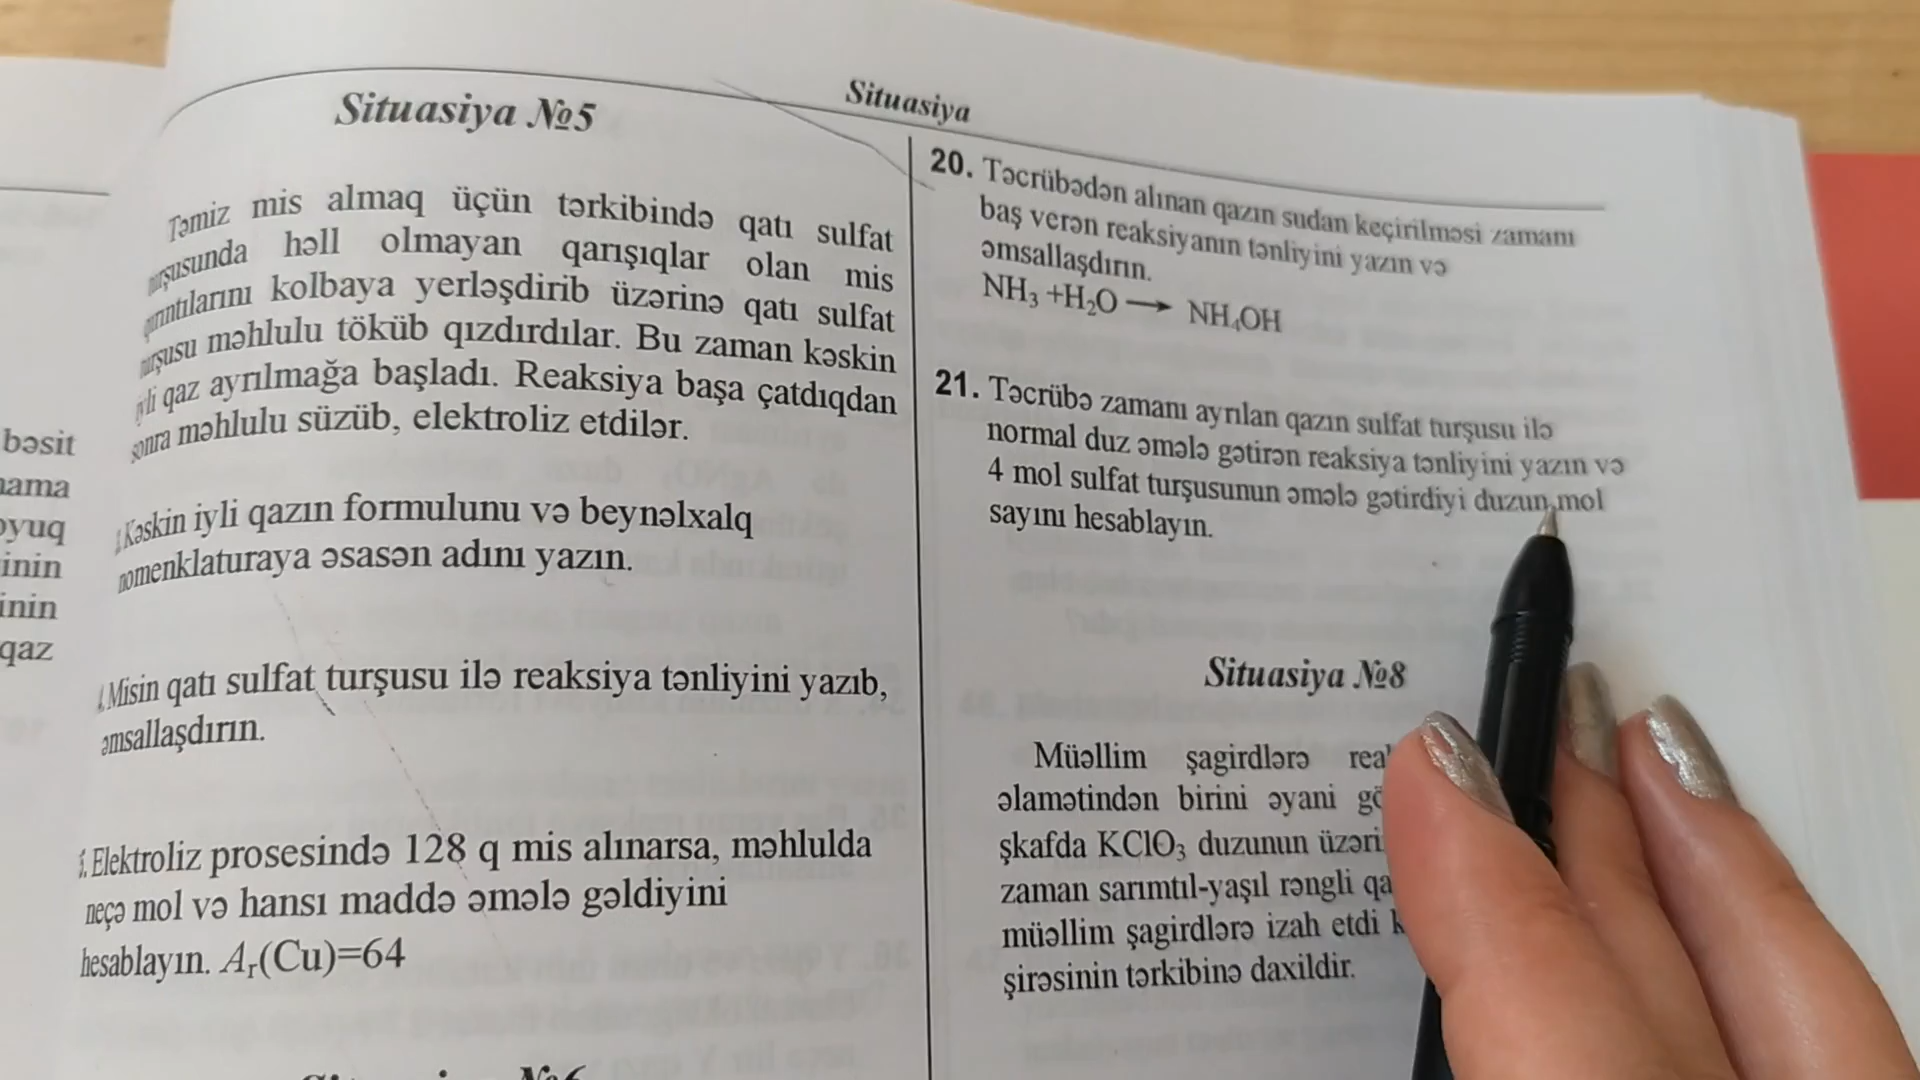 bəsit
qaz
Situasiya
Situasiya №5
Təmiz mis almaq üçün tərkibində qatı sulfat
həll olmayan qarışıqlar olan mis
kolbaya yerləşdirib üzərinə qatı sulfat
məhlulu töküb qızdırdılar. Bu zaman kəskin
qaz ayrılmağa başladı. Reaksiya başa çatdıqdan
sonra məhlulu süzüb, elektroliz etdilər.
Kəskin iyli qazın formulunu və beynəlxalq
nomenklaturaya əsasən adını yazın.
Misin qatı sulfat turşusu ilə reaksiya tənliyini yazıb,
əmsallaşdırın.
Elektroliz prosesində 128 q mis alınarsa, məhlulda
neçə mol və hansı maddə əmələ gəldiyini
hesablayın. Aᵣ(Cu)=64
№6
20. Təcrübədən alınan qazın sudan keçirilməsi zamanı
baş verən reaksiyanın tənliyini yazın və
əmsallaşdırın.
NH₃ +H₂O ⟶ NH₄OH
21. Təcrübə zamanı ayrılan qazın sulfat turşusu ilə
normal duz əmələ gətirən reaksiya tənliyini yazın və
4 mol sulfat turşusunun əmələ gətirdiyi duzun mol
sayını hesablayın.
Situasiya №8
Müəllim şagirdlərə
əlamətindən birini əyani
şkafda KClO₃ duzunun
zaman sarımtıl-yaşıl rəngli
müəllim şagirdlərə izah etdi
şirəsinin tərkibinə daxildir.